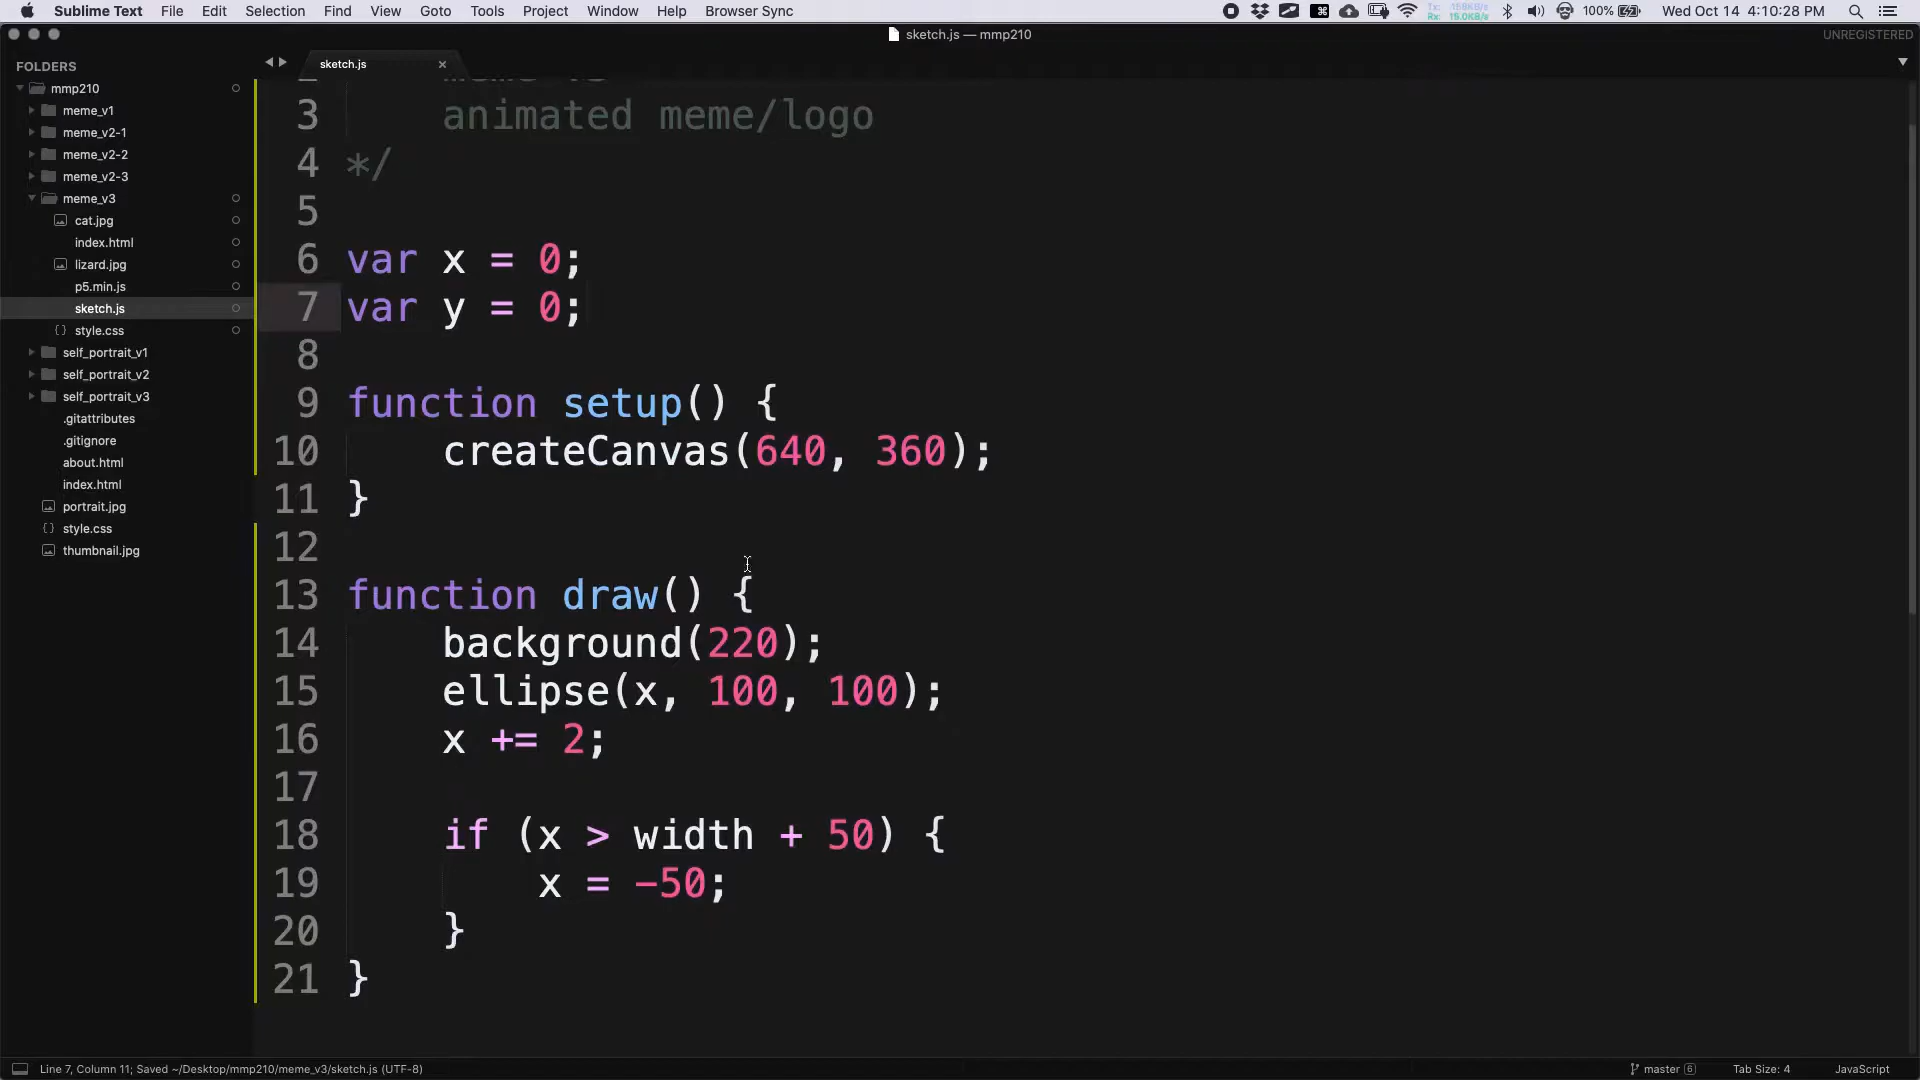 Sublime Text File Edit Selection Find View Goto Tools Project Window Help Browser Sync 100% Wed Oct 14 4:10:28 PM
sketch.js — mmp210 UNREGISTERED
FOLDERS
mmp210
meme_v1
meme_v2-1
meme_v2-2
meme_v2-3
meme_v3
cat.jpg
index.html
lizard.jpg
p5.min.js
sketch.js
style.css
self_portrait_v1
self_portrait_v2
self_portrait_v3
.gitattributes
.gitignore
about.html
index.html
portrait.jpg
style.css
thumbnail.jpg
sketch.js
3 animated meme/logo
4 */
5
6 var x = 0;
7 var y = 0;
8
9 function setup() {
10 createCanvas(640, 360);
11 }
12
13 function draw() {
14 background(220);
15 ellipse(x, 100, 100);
16 x += 2;
17
18 if (x > width + 50) {
19 x = -50;
20 }
21 }
Line 7, Column 11; Saved ~/Desktop/mmp210/meme_v3/sketch.js (UTF-8) master 6 Tab Size: 4 JavaScript